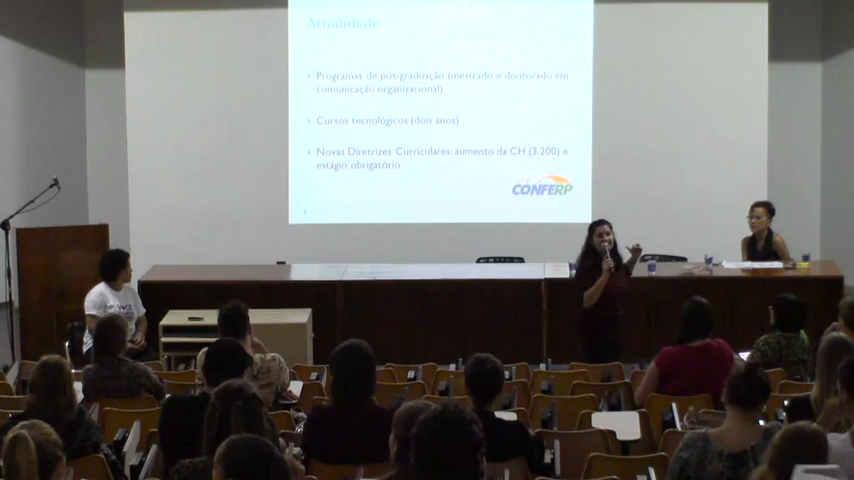 Atualidade
Programas de pós-graduação (mestrado e doutorado em
comunicação organizacional)
Cursos tecnológicos (dois anos)
Novas Diretrizes Curriculares: aumento da CH (3.200) e
estágio obrigatório
CONFERP